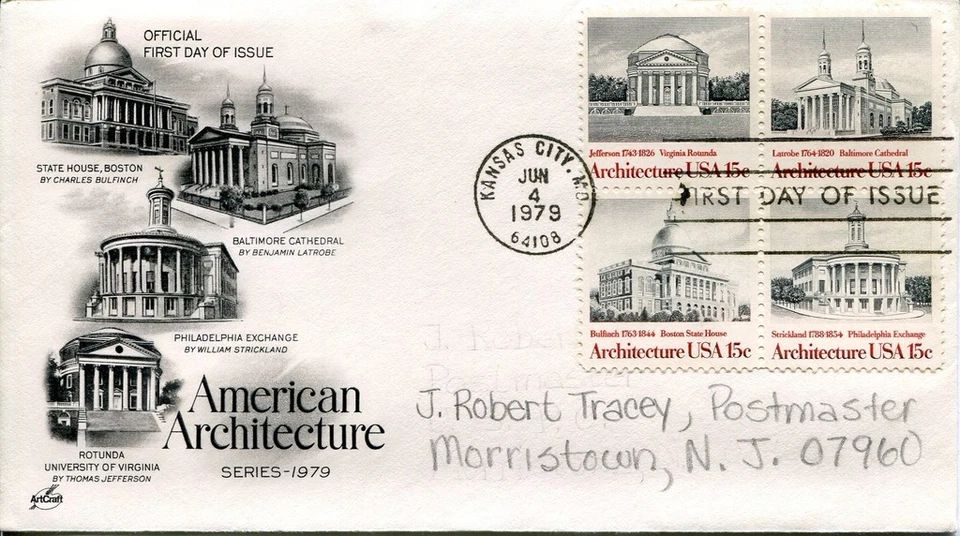 OFFICIAL
FIRST DAY OF ISSUE
STATE HOUSE, BOSTON
BY CHARLES BULFINCH
BALTIMORE CATHEDRAL
BY BENJAMIN LATROBE
PHILADELPHIA EXCHANGE
BY WILLIAM STRICKLAND
ROTUNDA
UNIVERSITY OF VIRGINIA
BY THOMAS JEFFERSON
American
Architecture
SERIES-1979
ArtCraft
KANSAS CITY, MO
JUN
4
1979
64108
Jefferson 1743-1826 Virginia Rotunda
Architecture USA 15c
Latrobe 1764-1820 Baltimore Cathedral
Architecture USA 15c
FIRST DAY OF ISSUE
Bulfinch 1763-1844 Boston State House
Architecture USA 15c
Strickland 1788-1854 Philadelphia Exchange
Architecture USA 15c
J. Robert
Postmaster
J. Robert Tracey, Postmaster
Morristown, N. J. 07960